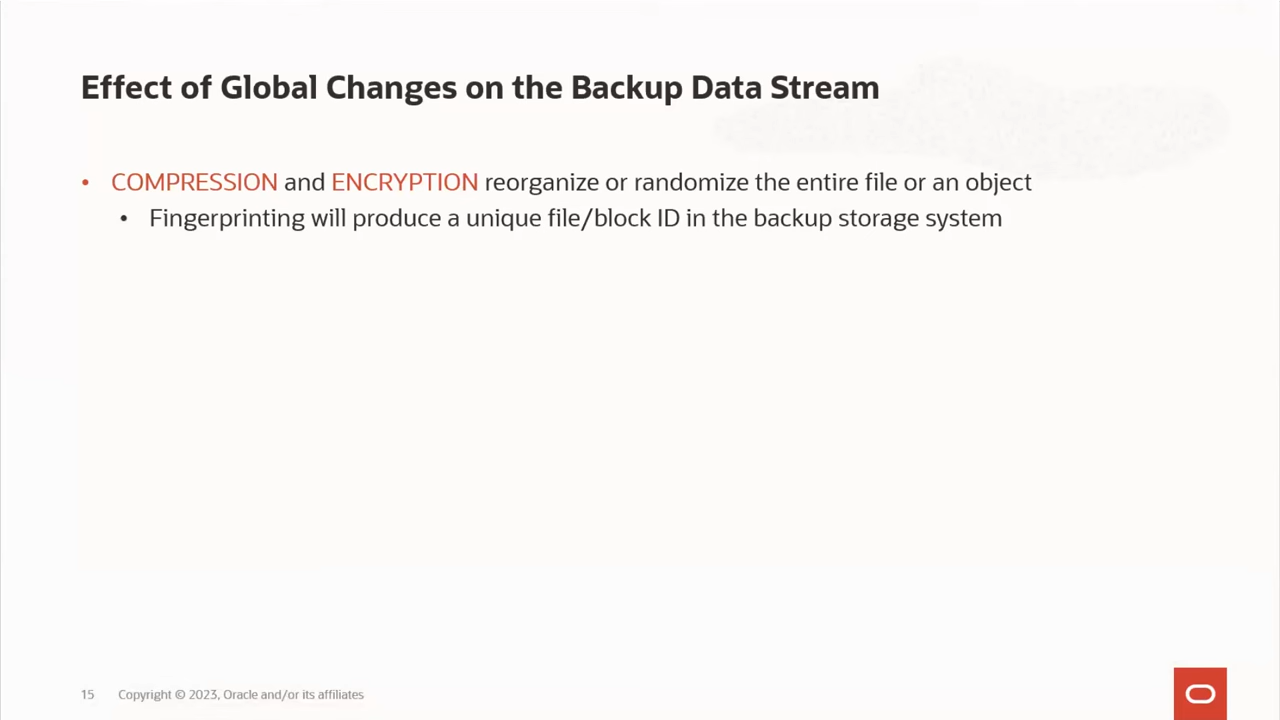 Effect of Global Changes on the Backup Data Stream
• COMPRESSION and ENCRYPTION reorganize or randomize the entire file or an object
• Fingerprinting will produce a unique file/block ID in the backup storage system
15 Copyright © 2023, Oracle and/or its affiliates